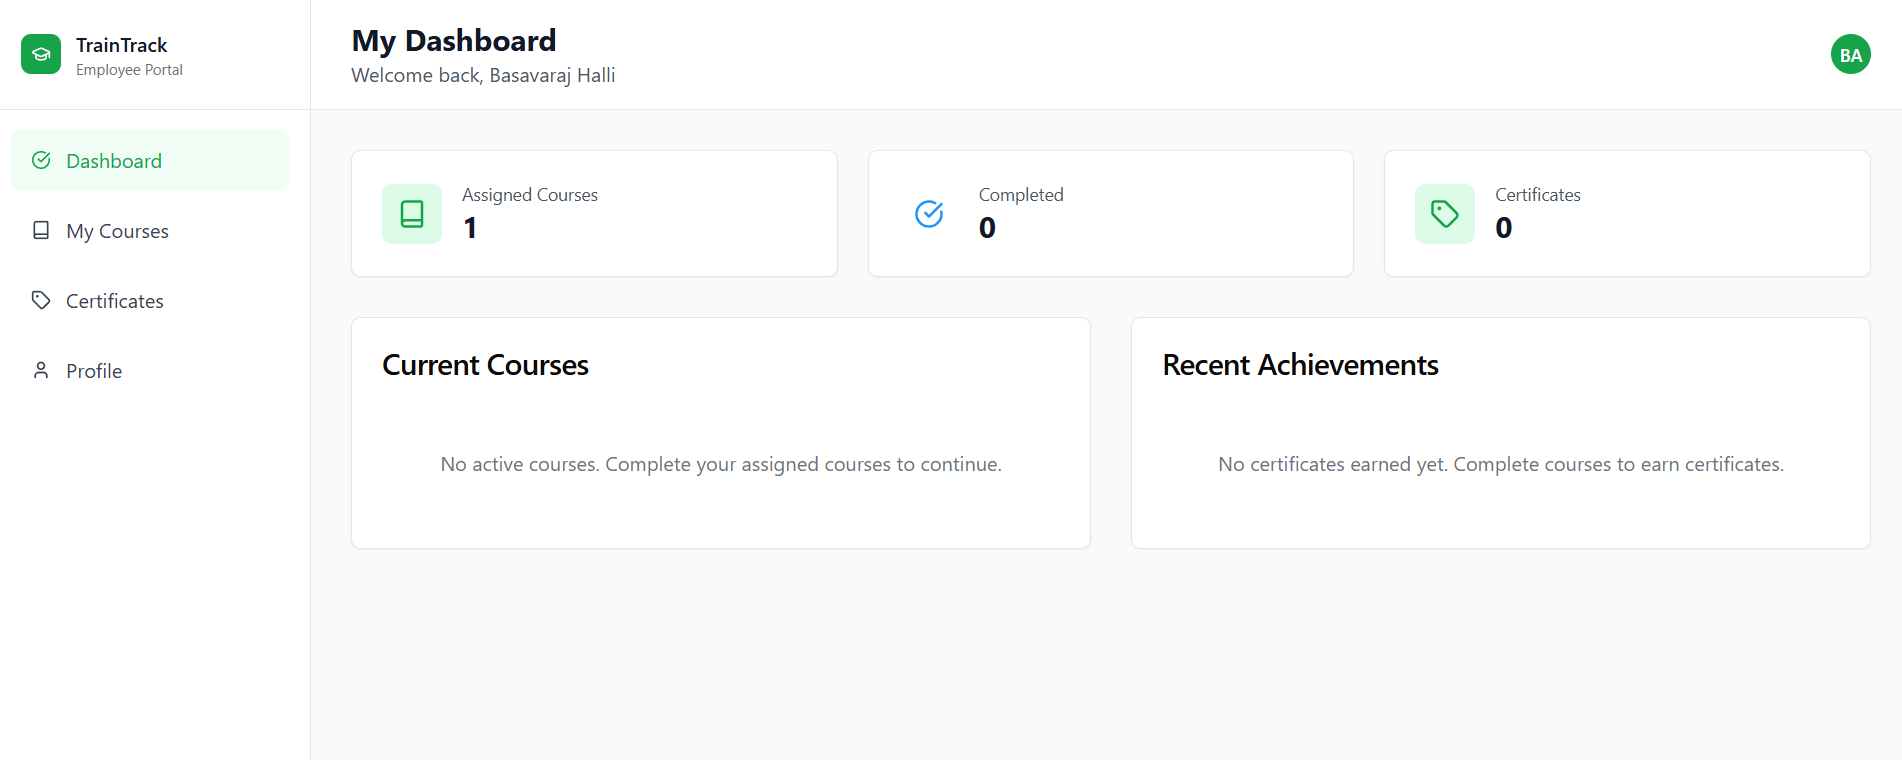 TrainTrack
Employee Portal
Dashboard
My Courses
Certificates
Profile
My Dashboard
Welcome back, Basavaraj Halli
BA
Assigned Courses
1
Completed
0
Certificates
0
Current Courses
No active courses. Complete your assigned courses to continue.
Recent Achievements
No certificates earned yet. Complete courses to earn certificates.